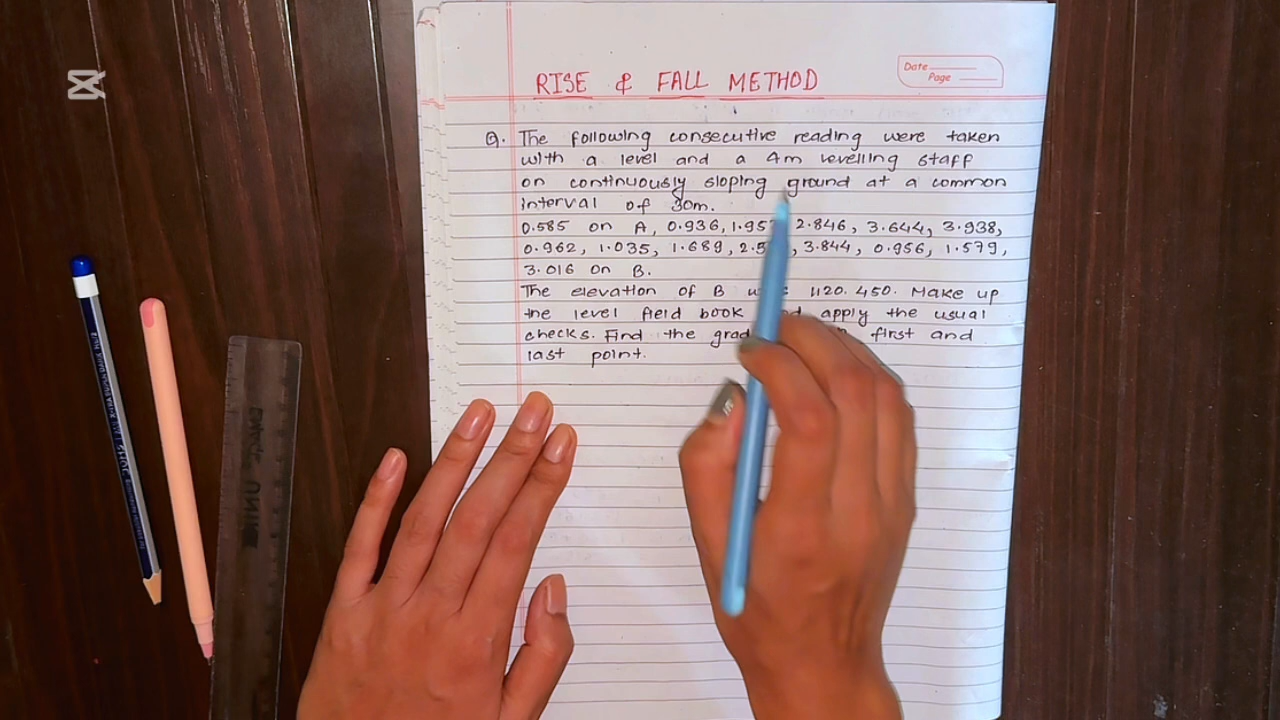 Date
Page
RISE & FALL METHOD
Q. The following consecutive reading were taken
with a level and a 4m levelling staff
on continuously sloping ground at a common
interval of 30m.
0.585 on A, 0.936, 2.846, 3.644, 3.938,
0.962, 1.035, 1.689, 3.844, 0.956, 1.579,
3.016 on B.
The elevation of B 1120.450. Make up
the level field book apply the usual
checks. Find the first and
last point.